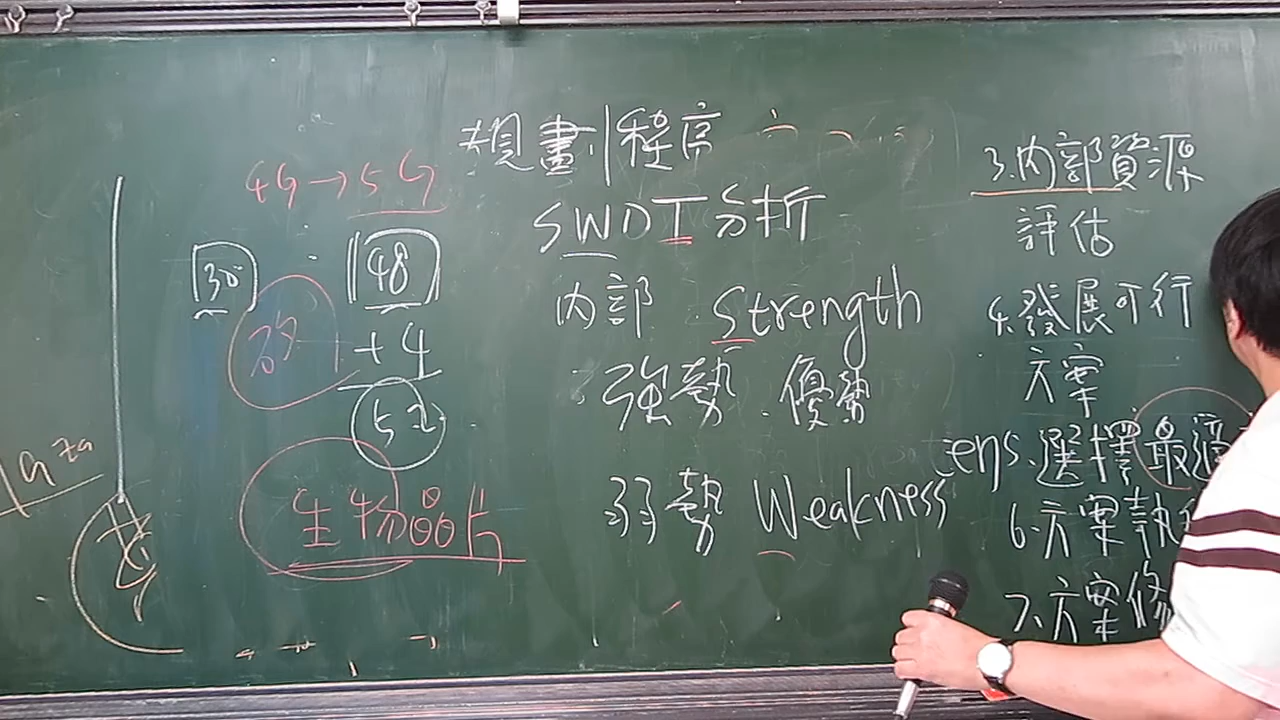 規劃程序
SWOT分析
內部 Strength
強勢 優勢
弱勢 Weakness
3.內部資源
評估
4.發展可行
方案
5.選擇最適
6.方案執
7.方案修
4G→5G
30
48
+4
52
生物晶片